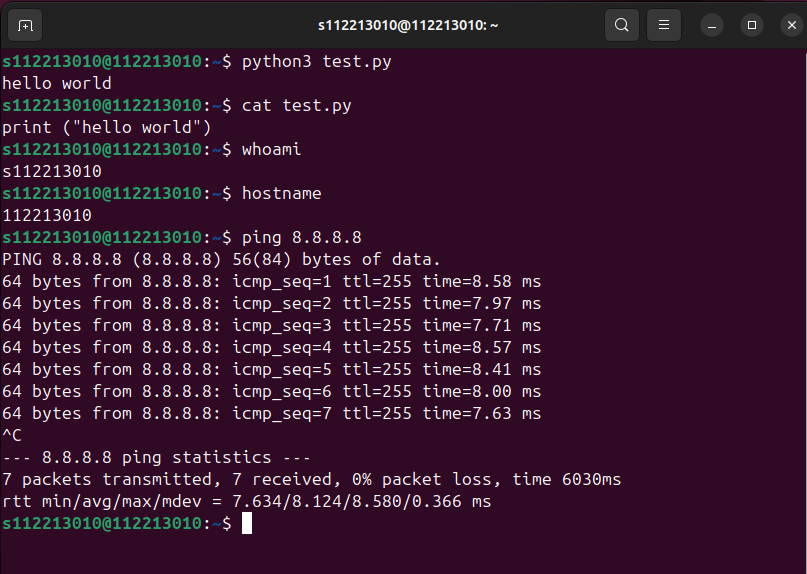 s112213010@112213010: ~
s112213010@112213010:~$ python3 test.py
hello world
s112213010@112213010:~$ cat test.py
print ("hello world")
s112213010@112213010:~$ whoami
s112213010
s112213010@112213010:~$ hostname
112213010
s112213010@112213010:~$ ping 8.8.8.8
PING 8.8.8.8 (8.8.8.8) 56(84) bytes of data.
64 bytes from 8.8.8.8: icmp_seq=1 ttl=255 time=8.58 ms
64 bytes from 8.8.8.8: icmp_seq=2 ttl=255 time=7.97 ms
64 bytes from 8.8.8.8: icmp_seq=3 ttl=255 time=7.71 ms
64 bytes from 8.8.8.8: icmp_seq=4 ttl=255 time=8.57 ms
64 bytes from 8.8.8.8: icmp_seq=5 ttl=255 time=8.41 ms
64 bytes from 8.8.8.8: icmp_seq=6 ttl=255 time=8.00 ms
64 bytes from 8.8.8.8: icmp_seq=7 ttl=255 time=7.63 ms
^C
--- 8.8.8.8 ping statistics ---
7 packets transmitted, 7 received, 0% packet loss, time 6030ms
rtt min/avg/max/mdev = 7.634/8.124/8.580/0.366 ms
s112213010@112213010:~$